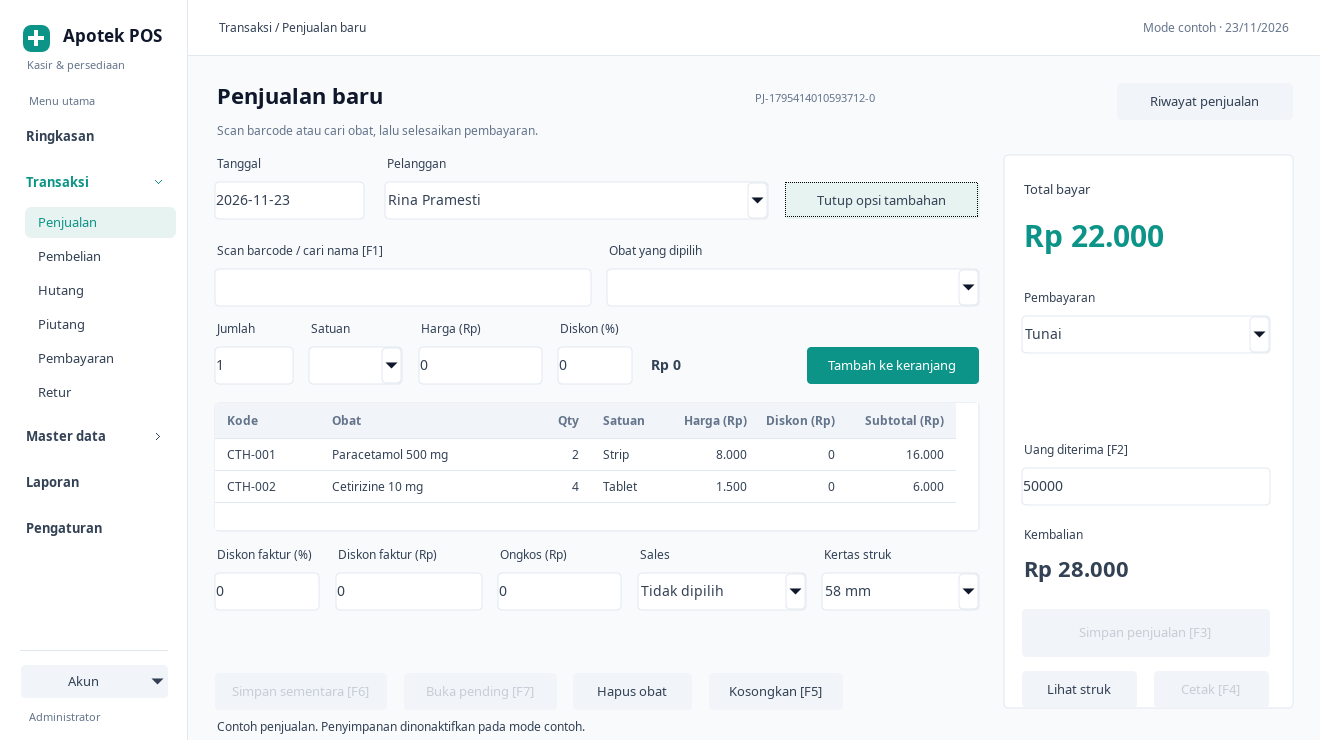 Apotek POS
Kasir & persediaan
Menu utama
Ringkasan
Transaksi
Penjualan
Pembelian
Hutang
Piutang
Pembayaran
Retur
Master data
Laporan
Pengaturan
Akun
Administrator
Transaksi / Penjualan baru
Mode contoh · 23/11/2026
Penjualan baru
PJ-1795414010593712-0
Riwayat penjualan
Scan barcode atau cari obat, lalu selesaikan pembayaran.
Tanggal
Pelanggan
2026-11-23
Rina Pramesti
Tutup opsi tambahan
Scan barcode / cari nama [F1]
Obat yang dipilih
Jumlah
Satuan
Harga (Rp)
Diskon (%)
1
0
0
Rp 0
Tambah ke keranjang
Kode Obat Qty Satuan Harga (Rp) Diskon (Rp) Subtotal (Rp)
CTH-001 Paracetamol 500 mg 2 Strip 8.000 0 16.000
CTH-002 Cetirizine 10 mg 4 Tablet 1.500 0 6.000
Diskon faktur (%)
Diskon faktur (Rp)
Ongkos (Rp)
Sales
Kertas struk
0
0
0
Tidak dipilih
58 mm
Simpan sementara [F6]
Buka pending [F7]
Hapus obat
Kosongkan [F5]
Contoh penjualan. Penyimpanan dinonaktifkan pada mode contoh.
Total bayar
Rp 22.000
Pembayaran
Tunai
Uang diterima [F2]
50000
Kembalian
Rp 28.000
Simpan penjualan [F3]
Lihat struk
Cetak [F4]